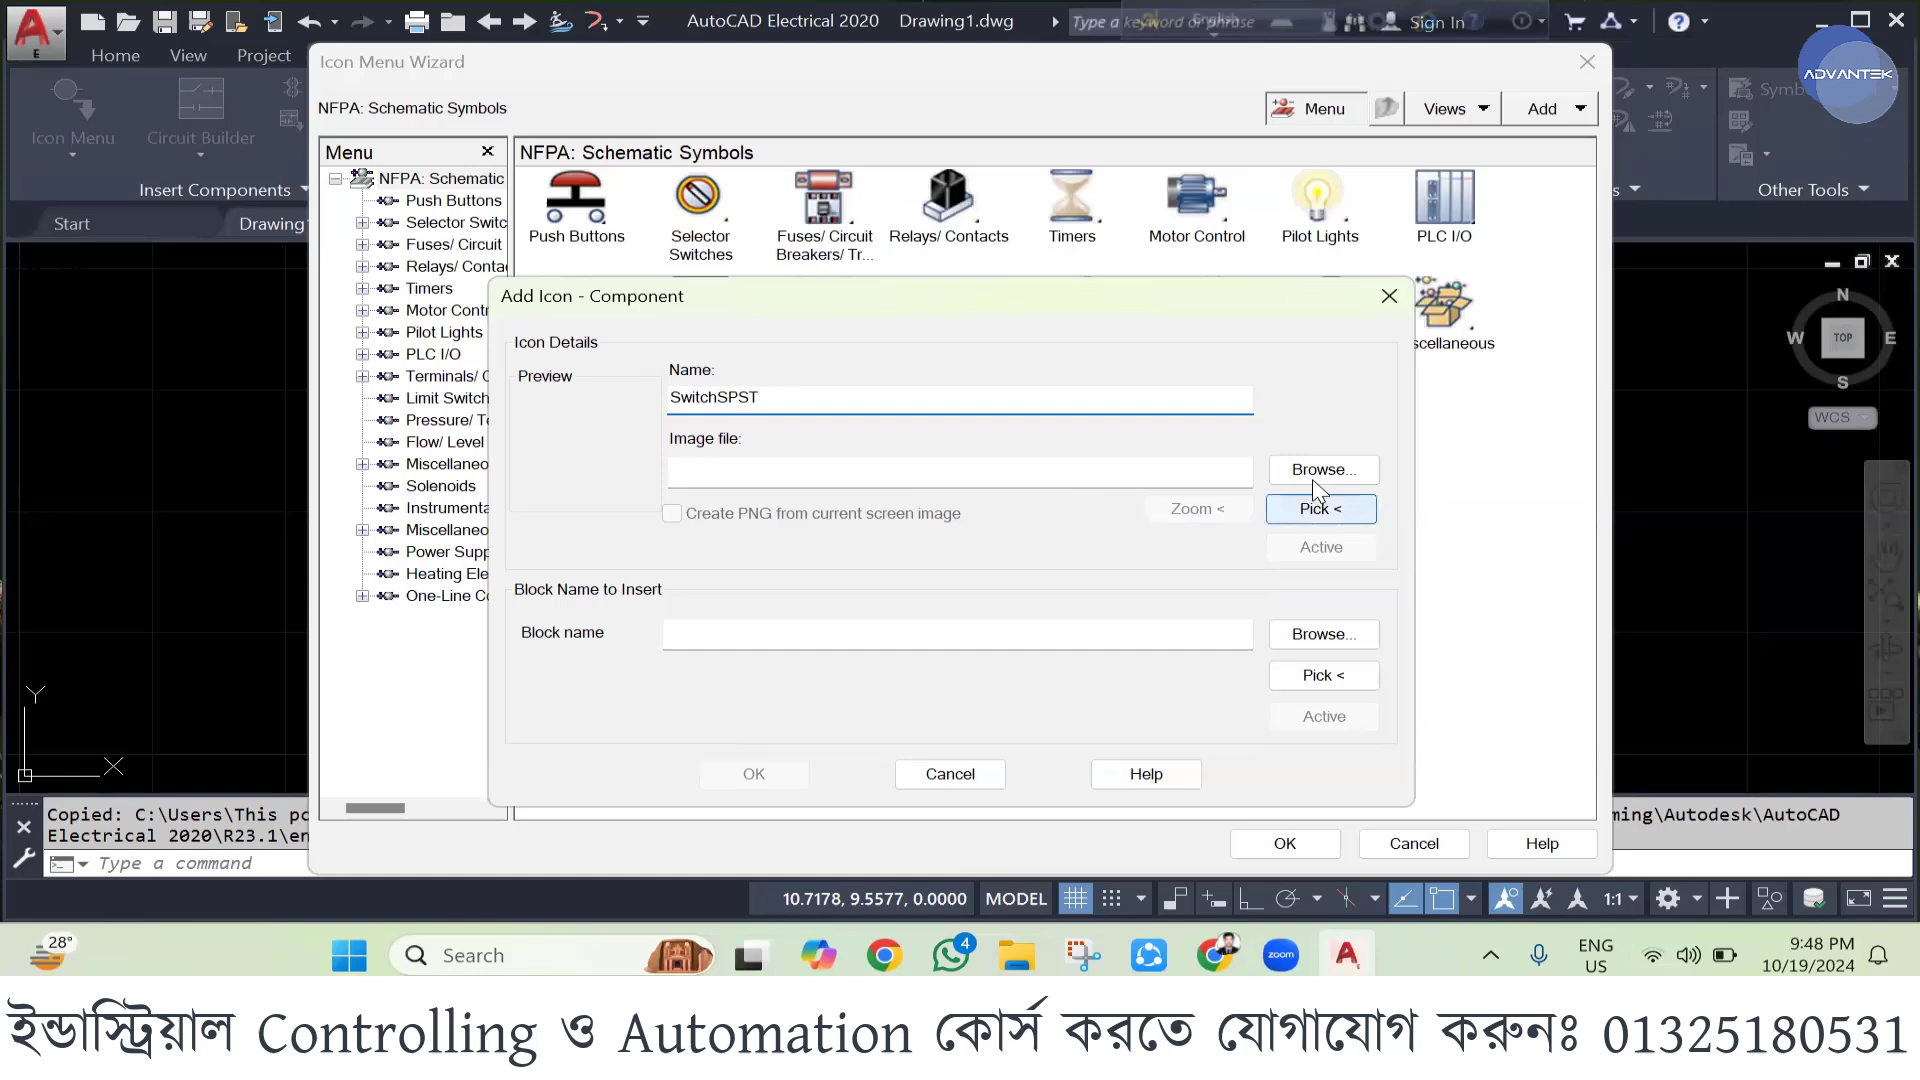 AutoCAD Electrical 2020 Drawing1.dwg
Type a keyword or phrase
Sign In
E
Home View Project
Icon Menu Wizard
ADVANTEK
NFPA: Schematic Symbols
Menu Views Add
Icon Menu
Circuit Builder
Insert Components
Other Tools
Start
Drawing
Menu
NFPA: Schematic
Push Buttons
Selector Switc
Fuses/ Circuit
Relays/ Conta
Timers
Motor Contr
Pilot Lights
PLC I/O
Terminals/ C
Limit Switch
Pressure/ Te
Flow/ Level
Miscellaneo
Solenoids
Instrumenta
Miscellaneo
Power Supp
Heating Ele
One-Line Co
NFPA: Schematic Symbols
Push Buttons
Selector
Switches
Fuses/ Circuit
Breakers/ Tr...
Relays/ Contacts
Timers
Motor Control
Pilot Lights
PLC I/O
scellaneous
Add Icon - Component
Icon Details
Preview
Name:
SwitchSPST
Image file:
Browse...
Create PNG from current screen image
Zoom <
Pick <
Active
Block Name to Insert
Block name
Browse...
Pick <
Active
OK Cancel Help
OK Cancel Help
N
W TOP E
S
WCS
Y
X
Copied: C:\Users\This pc
ming\Autodesk\AutoCAD
Electrical 2020\R23.1\en
Type a command
10.7178, 9.5577, 0.0000 MODEL
1:1
28°
Search
4
zoom
ENG
US
9:48 PM
10/19/2024
ইন্ডাস্ট্রিয়াল Controlling ও Automation কোর্স করতে যোগাযোগ করুনঃ 01325180531